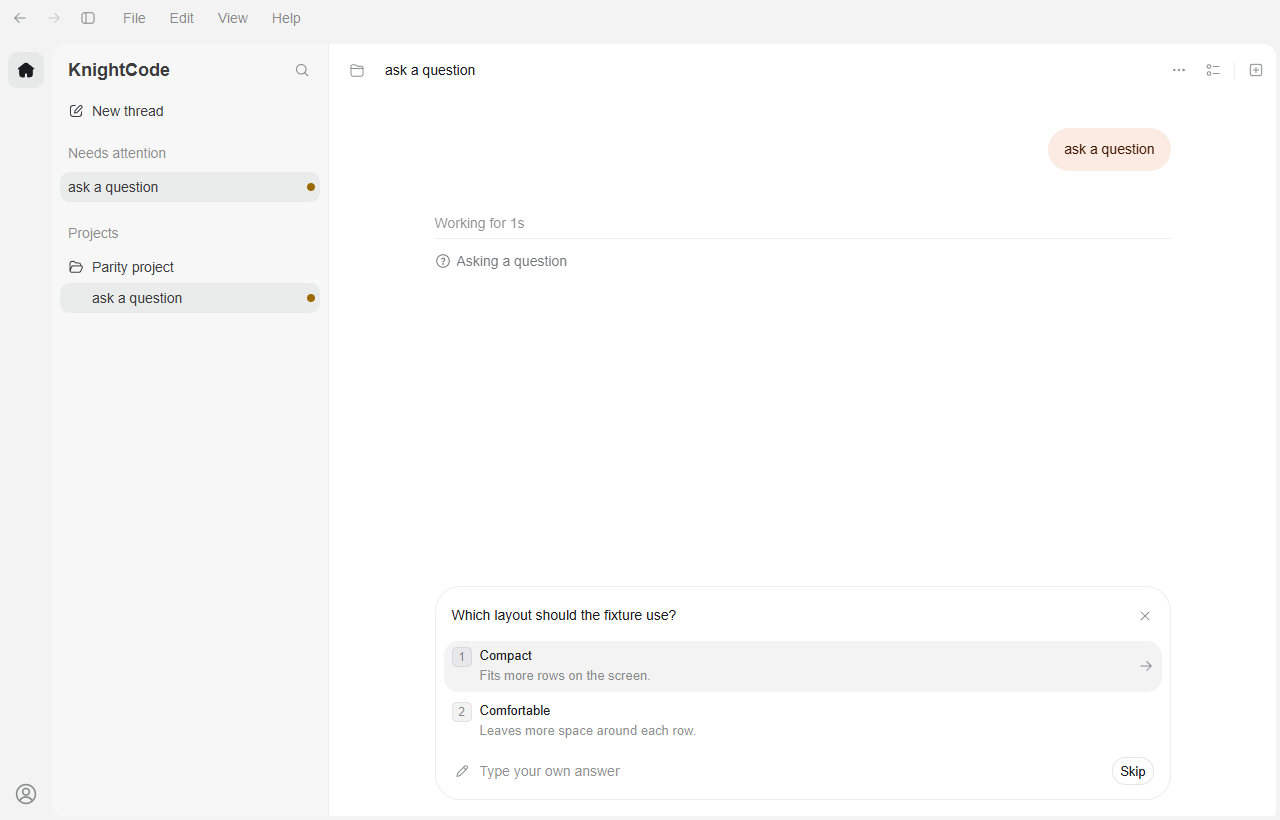 File Edit View Help
KnightCode
New thread
Needs attention
ask a question
Projects
Parity project
ask a question
ask a question
ask a question
Working for 1s
Asking a question
Which layout should the fixture use?
1 Compact
Fits more rows on the screen.
2 Comfortable
Leaves more space around each row.
Type your own answer
Skip